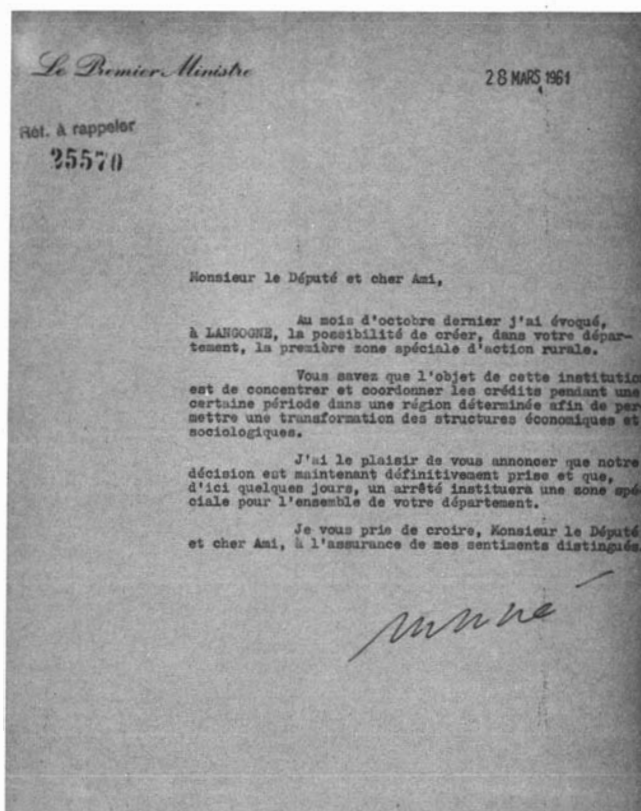 Le Premier Ministre
28 MARS 1961
Réf. à rappeler
25570
Monsieur le Député et cher Ami,
Au mois d'octobre dernier j'ai évoqué,
à LANGOGNE, la possibilité de créer, dans votre dépar-
tement, la première zone spéciale d'action rurale.
Vous savez que l'objet de cette institution
est de concentrer et coordonner les crédits pendant une
certaine période dans une région déterminée afin de per
mettre une transformation des structures économiques et
sociologiques.
J'ai le plaisir de vous annoncer que notre
décision est maintenant définitivement prise et que,
d'ici quelques jours, un arrêté instituera une zone spé
ciale pour l'ensemble de votre département.
Je vous prie de croire, Monsieur le Député
et cher Ami, à l'assurance de mes sentiments distingués.